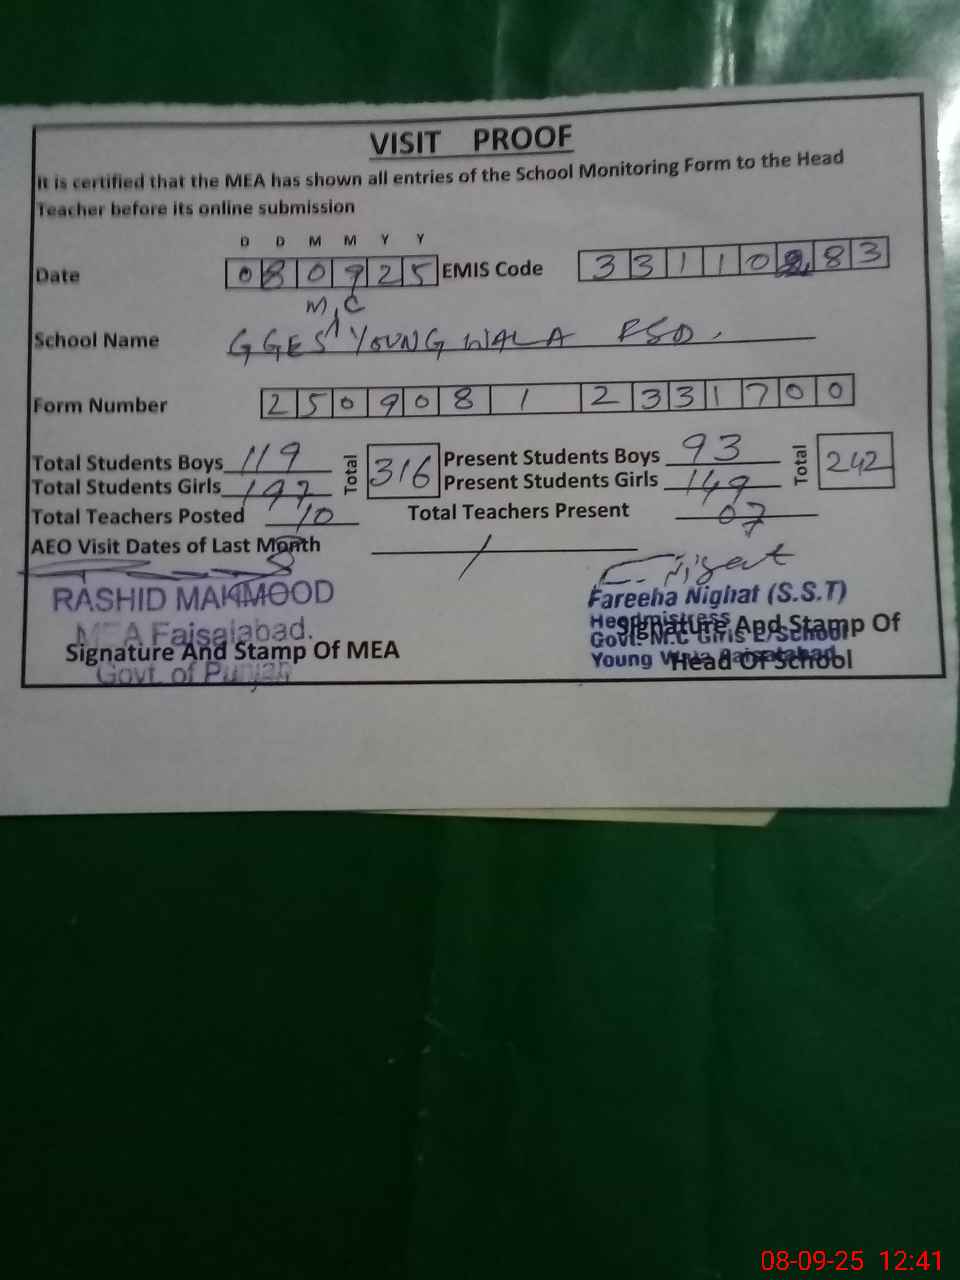 VISIT PROOF
It is certified that the MEA has shown all entries of the School Monitoring Form to the Head
Teacher before its online submission
D D M M Y Y
Date 0 8 0 9 2 5 EMIS Code 3 3 1 1 0 8 3
M.C
School Name GGES YOUNG WALA FSD.
Form Number 2 5 0 9 0 8 1 2 3 3 1 7 0 0
Total Students Boys 119 Total 316 Present Students Boys 93 Total 242
Total Students Girls 197 Present Students Girls 149
Total Teachers Posted 10 Total Teachers Present 07
AEO Visit Dates of Last Month /
RASHID MAHMOOD
MEA Faisalabad.
Signature And Stamp Of MEA
Govt. of Punjab
Fareeha Nighat (S.S.T)
Headmistress
Signature And Stamp Of
Govt. M.C Girls E/School
Young Wala Faisalabad
Head Of School
08-09-25 12:41